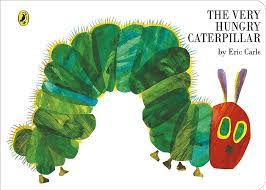 THE VERY
HUNGRY
CATERPILLAR
by Eric Carle